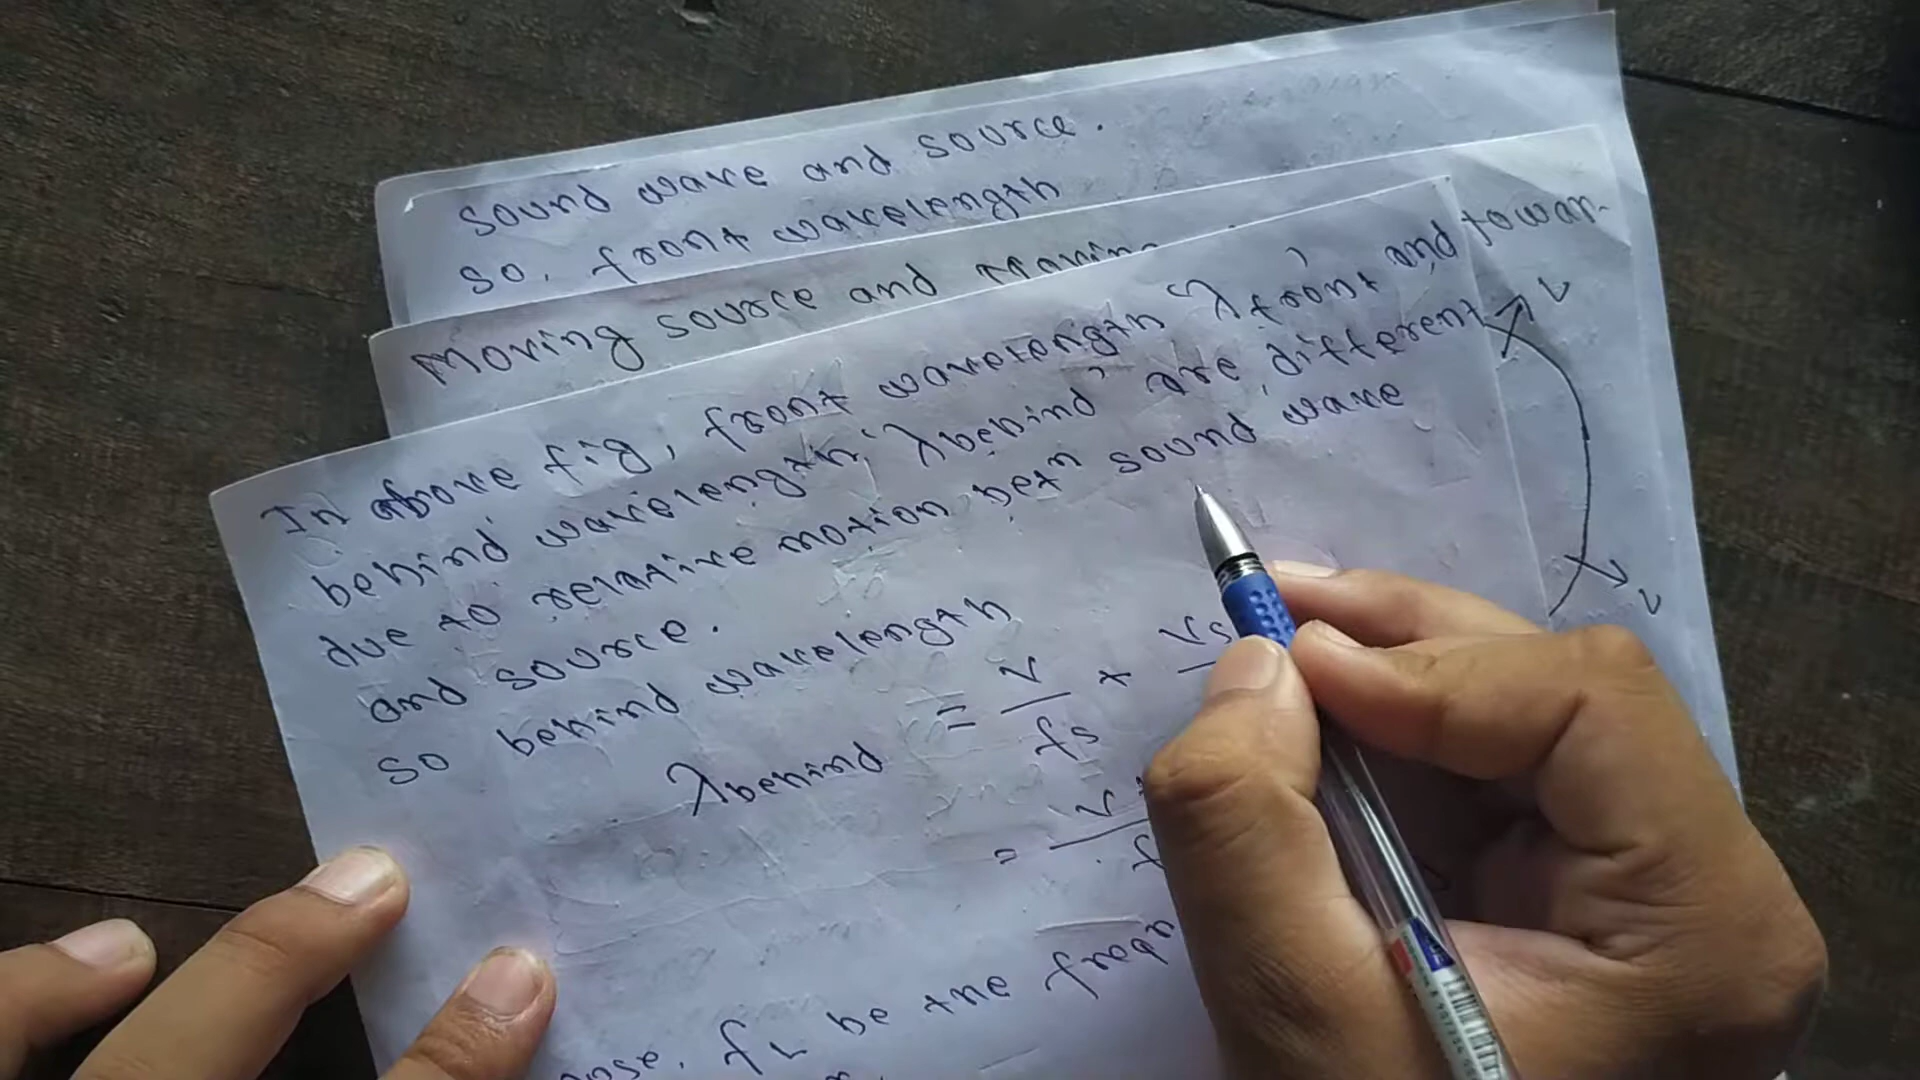 sound wave and source.
so, front wavelength
Moving source and Moving
towar-
In above fig, front wavelength 'λfront' and
behind wavelength 'λbehind' are different
due to relative motion betn sound wave
and source.
so behind wavelength
λbehind = V/fs + Vs
= V +
fL be the freqn
V
V